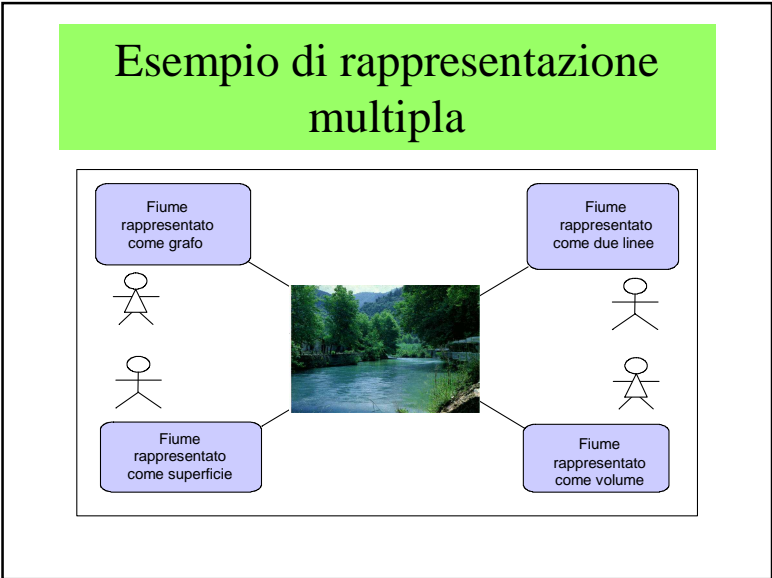 Esempio di rappresentazione
multipla
Fiume
rappresentato
come grafo
Fiume
rappresentato
come due linee
Fiume
rappresentato
come superficie
Fiume
rappresentato
come volume